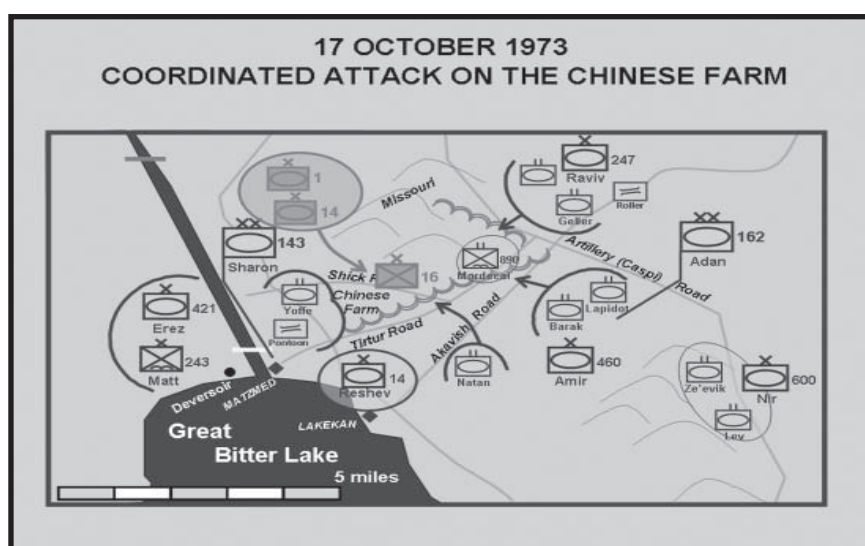 17 OCTOBER 1973
COORDINATED ATTACK ON THE CHINESE FARM
1
14
Missouri
247
Raviv
Geller
Roller
143
Sharon
16
890
Mordecai
Artillery (Caspi) Road
162
Adan
Shick
Chinese
Farm
421
Erez
Yoffe
Pontoon
Tirtur Road
Akavish Road
Lapidot
Barak
243
Matt
Deversoir
MATZMED
14
Reshev
Natan
460
Amir
Ze'evik
600
Nir
Lev
LAKEKAN
Great
Bitter Lake
5 miles